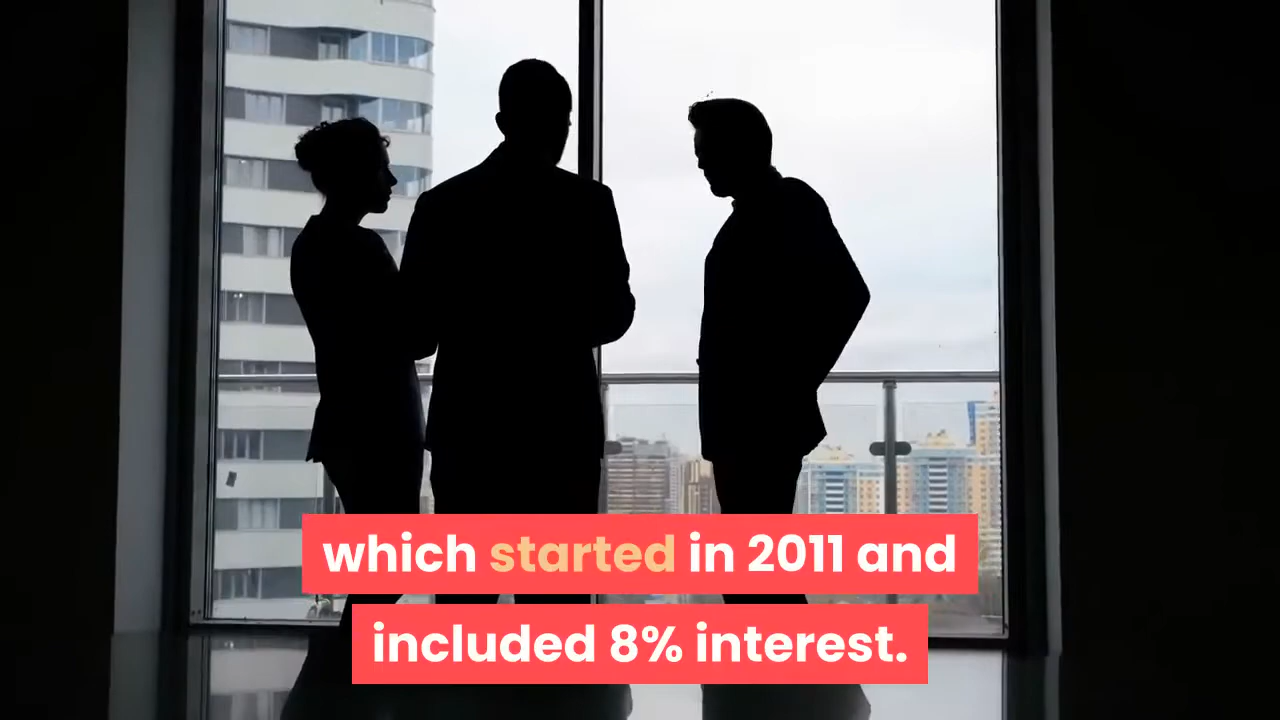 which started in 2011 and
included 8% interest.